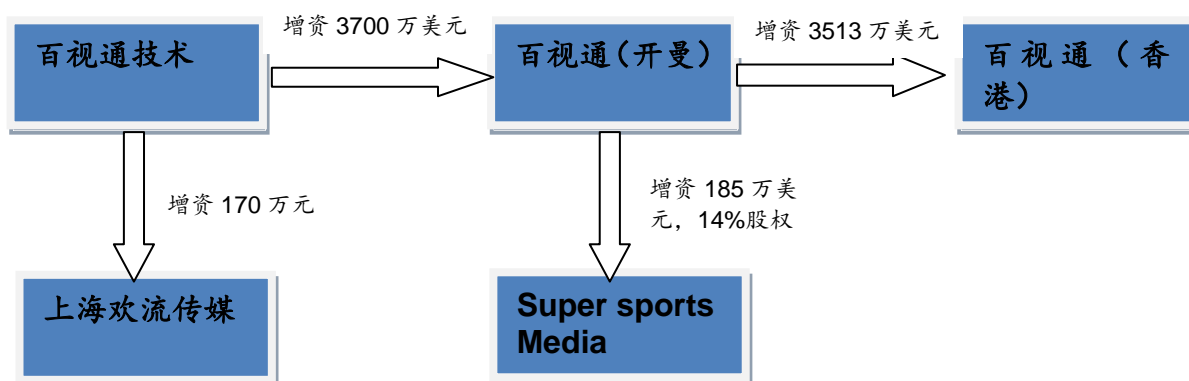 增资 3700 万美元
增资 3513 万美元
百视通技术
百视通（开曼）
百视通（香
港）
增资 170 万元
增资 185 万美
元，14%股权
上海欢流传媒
Super sports
Media